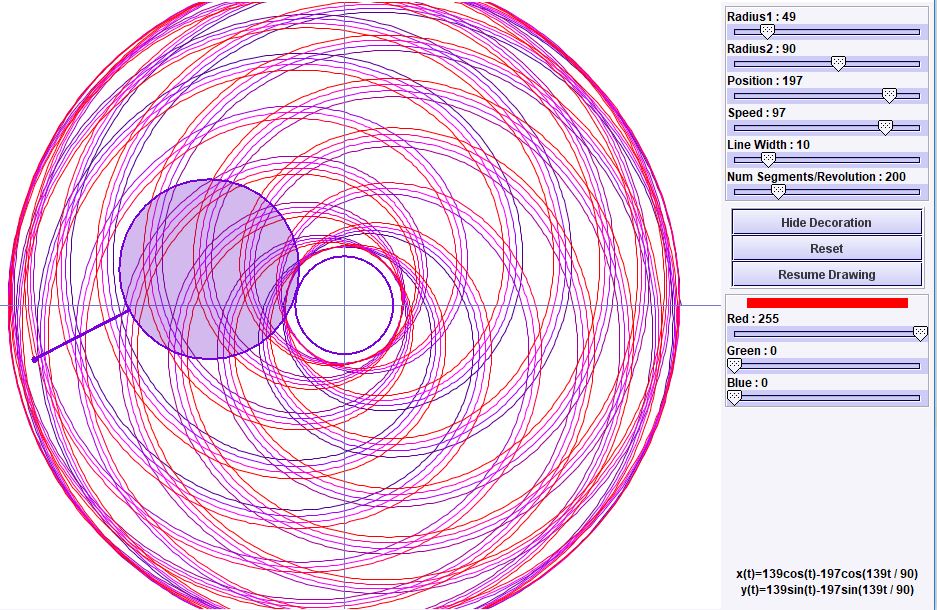 Radius1 : 49
Radius2 : 90
Position : 197
Speed : 97
Line Width : 10
Num Segments/Revolution : 200
Hide Decoration
Reset
Resume Drawing
Red : 255
Green : 0
Blue : 0
x(t)=139cos(t)-197cos(139t / 90)
y(t)=139sin(t)-197sin(139t / 90)